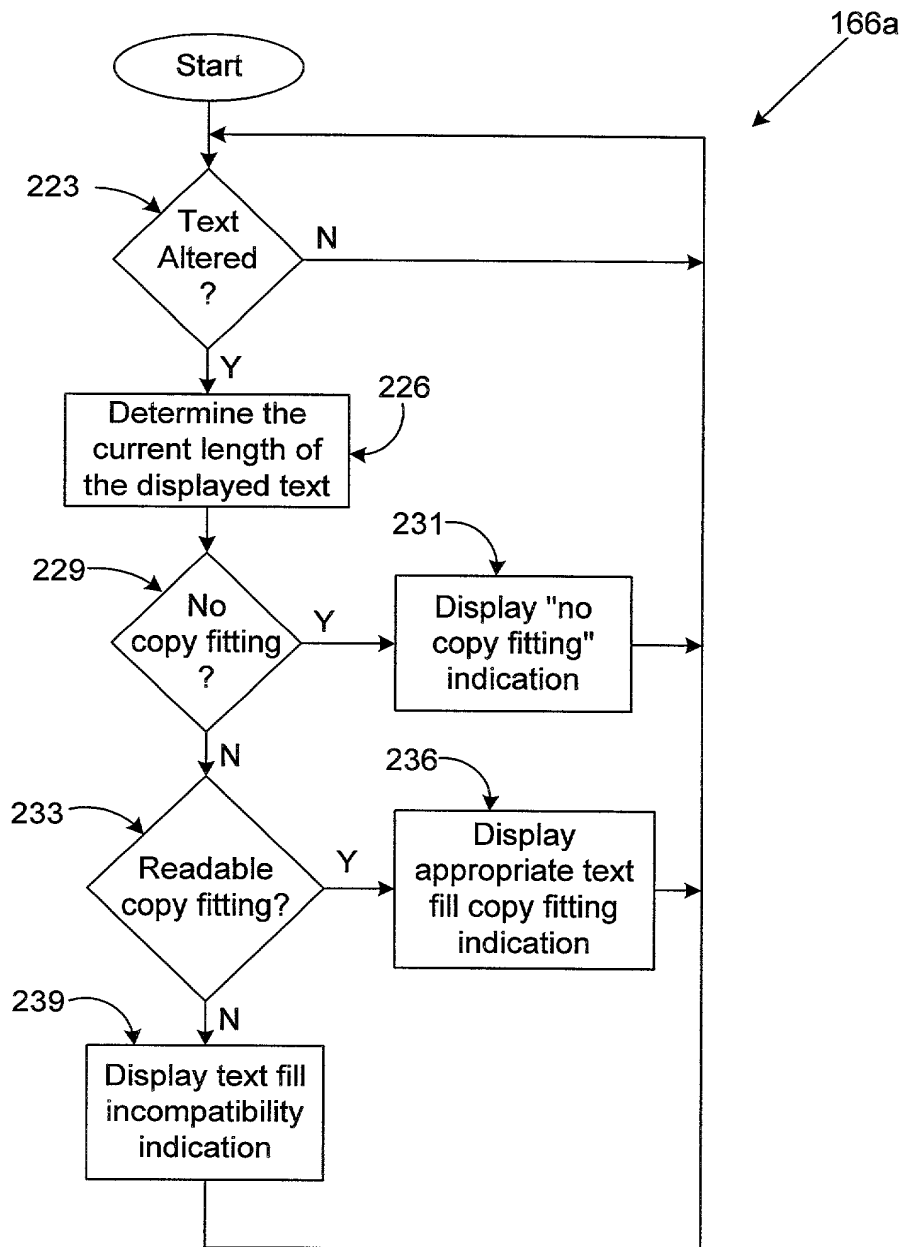 166a
Start
223
Text
Altered
?
N
Y
226
Determine the
current length of
the displayed text
231
229
No
copy fitting
?
Y
Display "no
copy fitting"
indication
N
236
233
Readable
copy fitting?
Y
Display
appropriate text
fill copy fitting
indication
239
N
Display text fill
incompatibility
indication